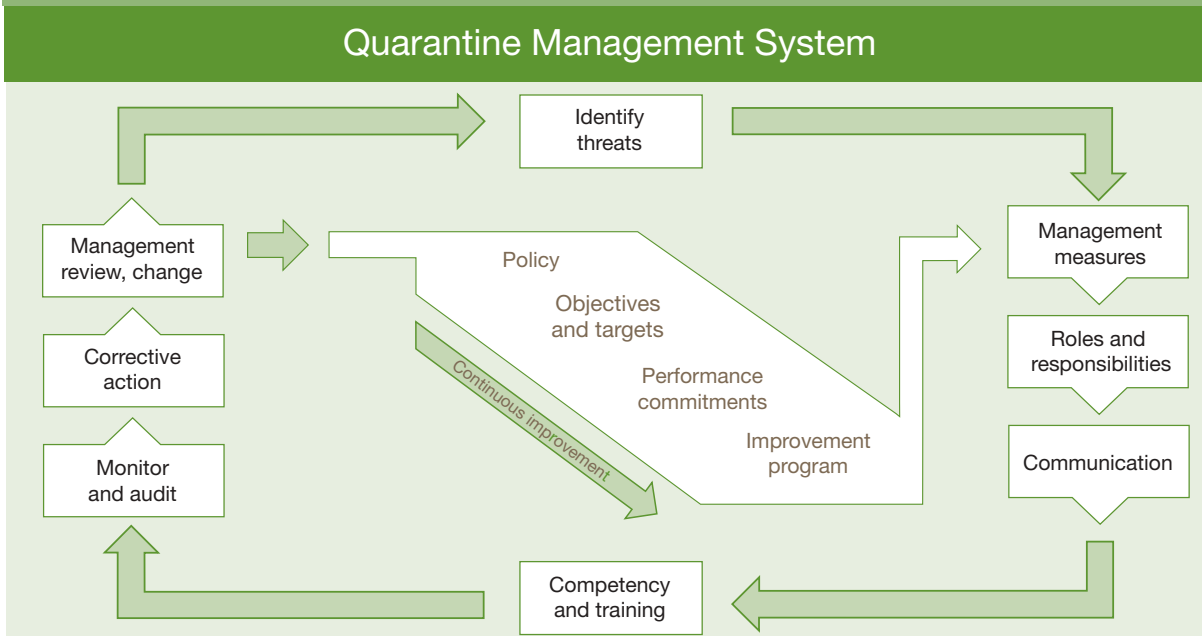 Quarantine Management System
Identify
threats
Management
review, change
Management
measures
Policy
Objectives
and targets
Corrective
action
Roles and
responsibilities
Performance
commitments
Continuous improvement
Improvement
program
Monitor
and audit
Communication
Competency
and training